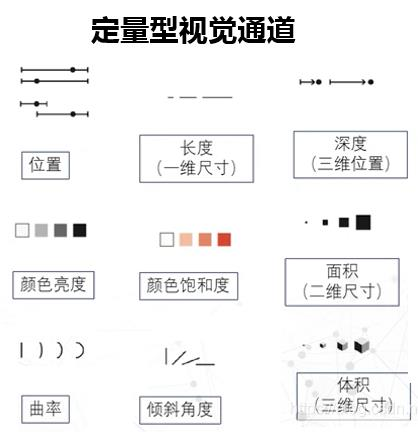 定量型视觉通道
位置
长度
（一维尺寸）
深度
（三维位置）
颜色亮度
颜色饱和度
面积
（二维尺寸）
曲率
倾斜角度
体积
（三维尺寸）